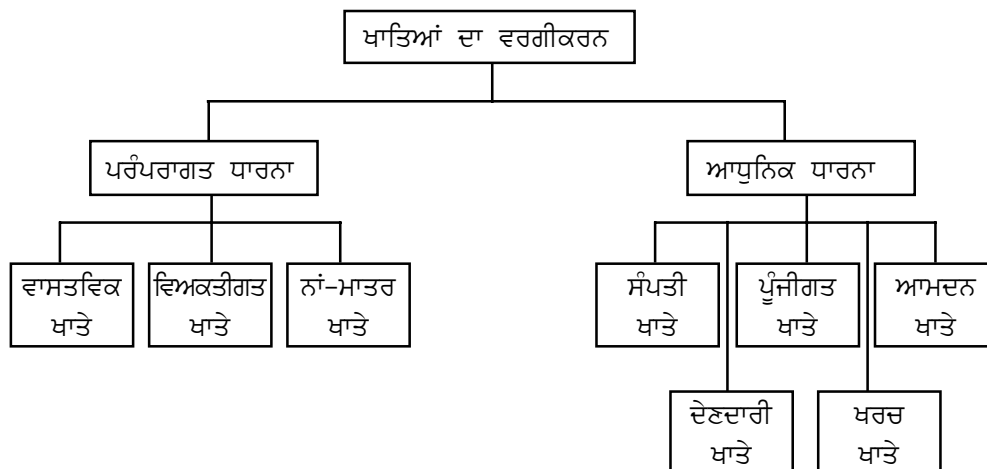 ਖਾਤਿਆਂ ਦਾ ਵਰਗੀਕਰਨ
ਪਰੰਪਰਾਗਤ ਧਾਰਨਾ
ਆਧੁਨਿਕ ਧਾਰਨਾ
ਵਾਸਤਵਿਕ
ਖਾਤੇ
ਵਿਅਕਤੀਗਤ
ਖਾਤੇ
ਨਾਂ-ਮਾਤਰ
ਖਾਤੇ
ਸੰਪਤੀ
ਖਾਤੇ
ਪੂੰਜੀਗਤ
ਖਾਤੇ
ਆਮਦਨ
ਖਾਤੇ
ਦੇਣਦਾਰੀ
ਖਾਤੇ
ਖਰਚ
ਖਾਤੇ